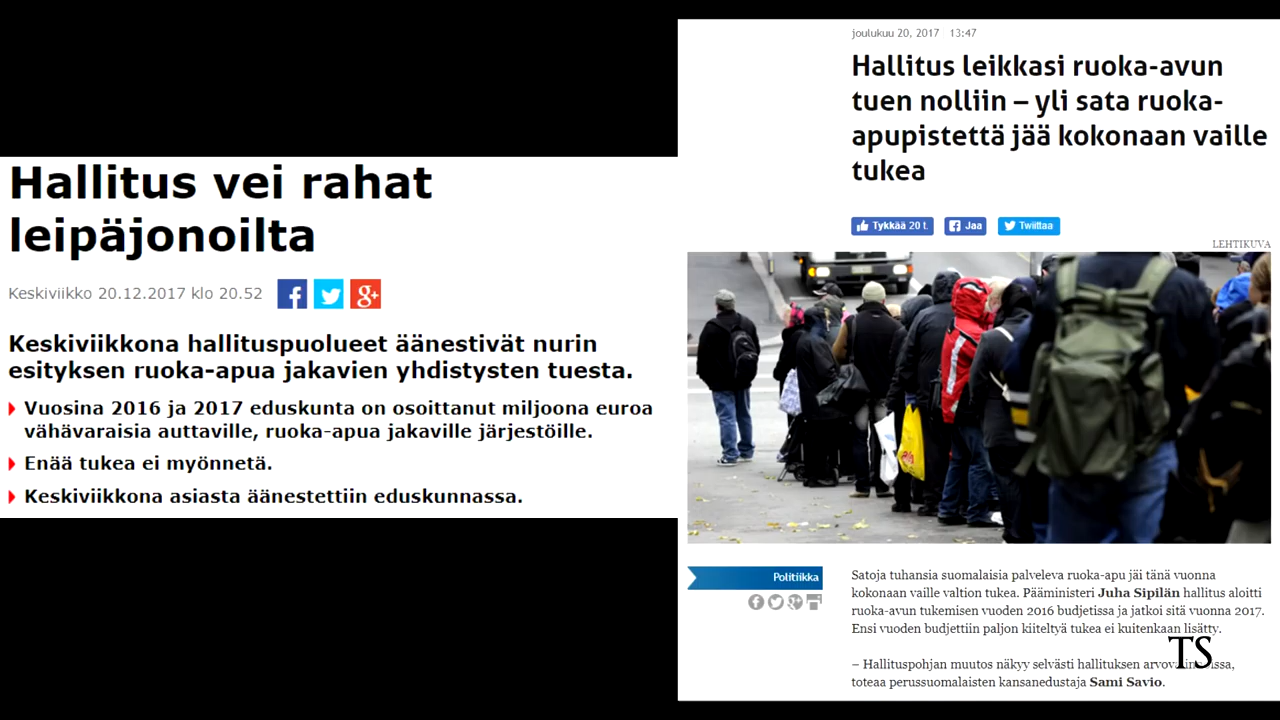 Hallitus vei rahat
leipäjonoilta
Keskiviikko 20.12.2017 klo 20.52
Keskiviikkona hallituspuolueet äänestivät nurin
esityksen ruoka-apua jakavien yhdistysten tuesta.
Vuosina 2016 ja 2017 eduskunta on osoittanut miljoona euroa
vähävaraisia auttaville, ruoka-apua jakaville järjestöille.
Enää tukea ei myönnetä.
Keskiviikkona asiasta äänestettiin eduskunnassa.
joulukuu 20, 2017 13:47
Hallitus leikkasi ruoka-avun
tuen nolliin – yli sata ruoka-
apupistettä jää kokonaan vaille
tukea
Tykkää 20 t. Jaa Twiittaa
LEHTIKUVA
Politiikka
Satoja tuhansia suomalaisia palveleva ruoka-apu jäi tänä vuonna
kokonaan vaille valtion tukea. Pääministeri Juha Sipilän hallitus aloitti
ruoka-avun tukemisen vuoden 2016 budjetissa ja jatkoi sitä vuonna 2017.
Ensi vuoden budjettiin paljon kiiteltyä tukea ei kuitenkaan lisätty.
– Hallituspohjan muutos näkyy selvästi hallituksen
toteaa perussuomalaisten kansanedustaja Sami Savio.
TS